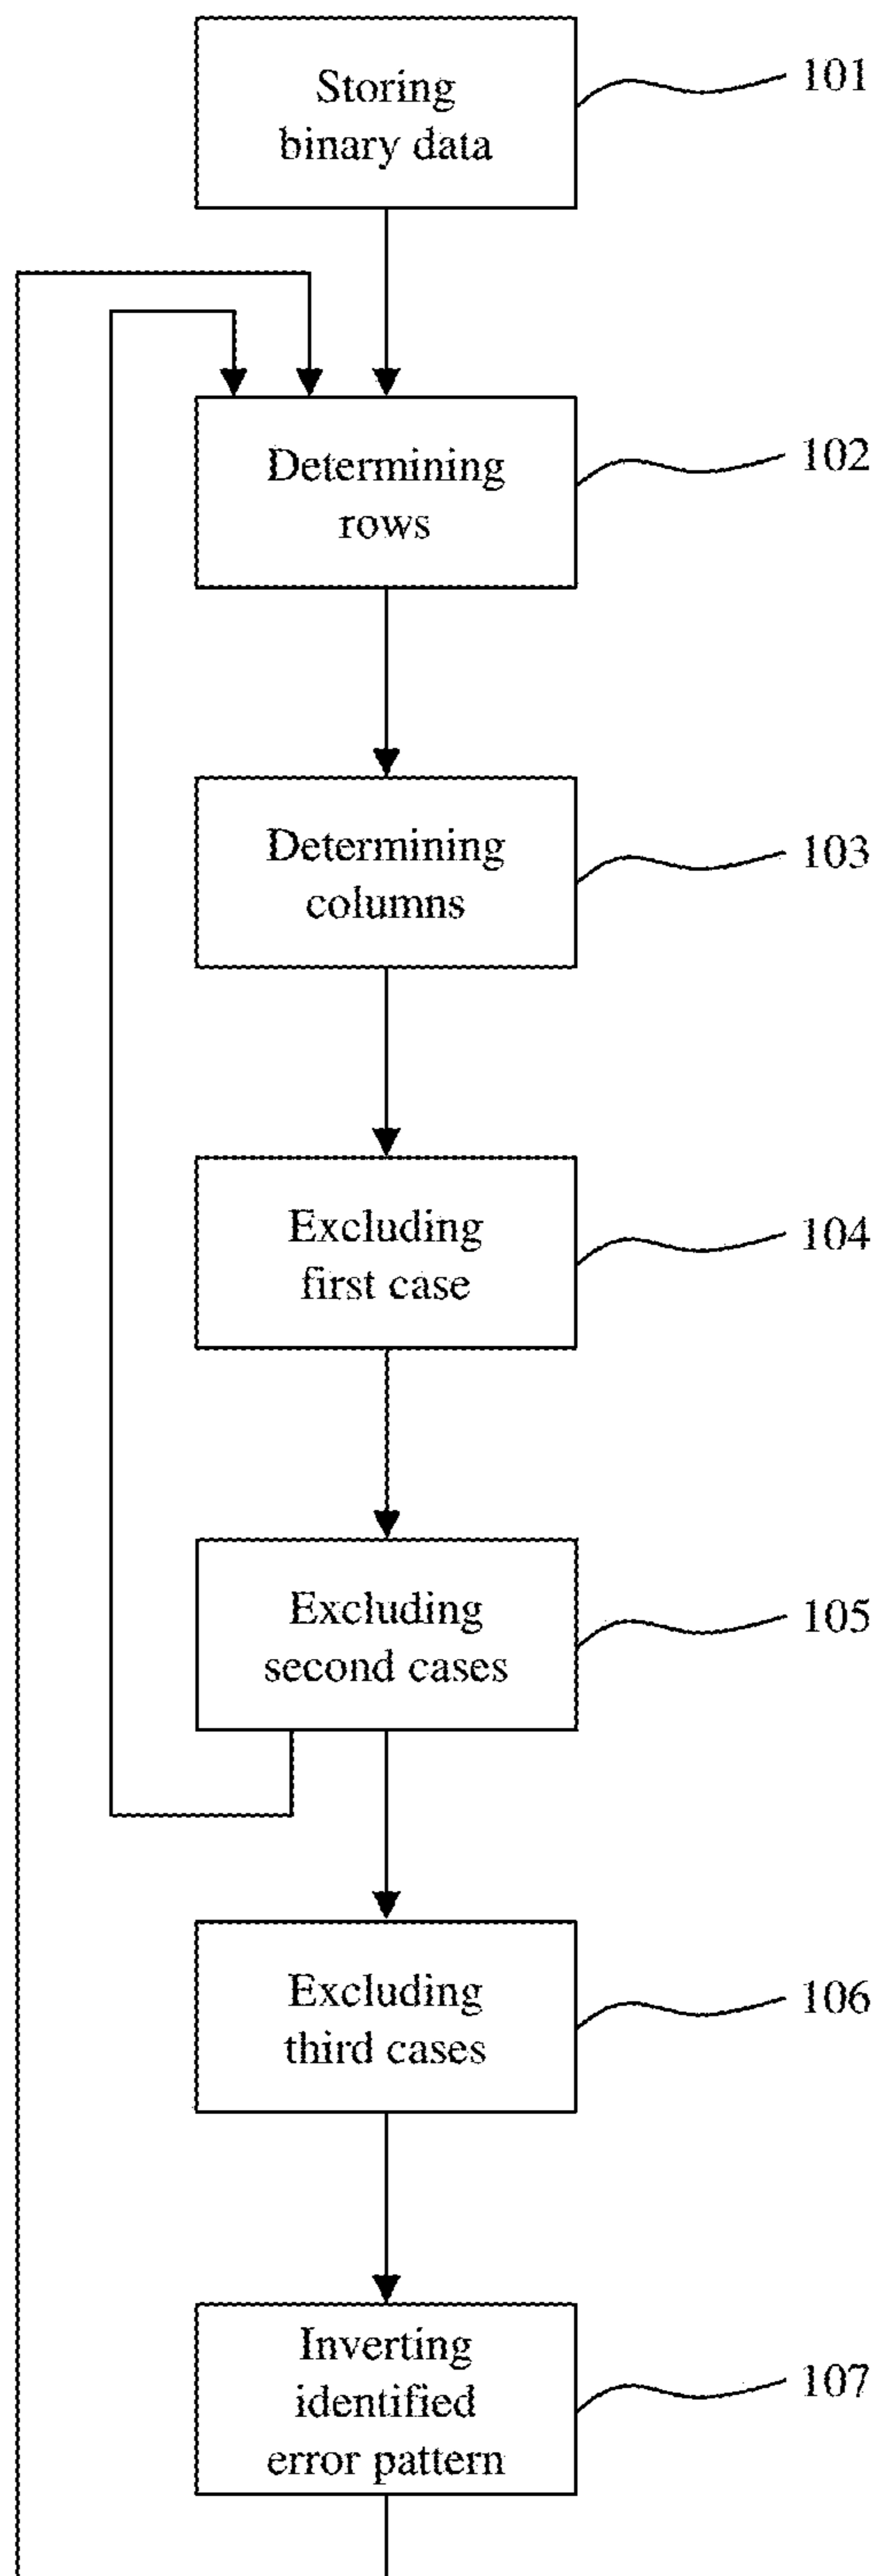 Storing
binary data
101
Determining
rows
102
Determining
columns
103
Excluding
first case
104
Excluding
second cases
105
Excluding
third cases
106
Inverting
identified
error pattern
107